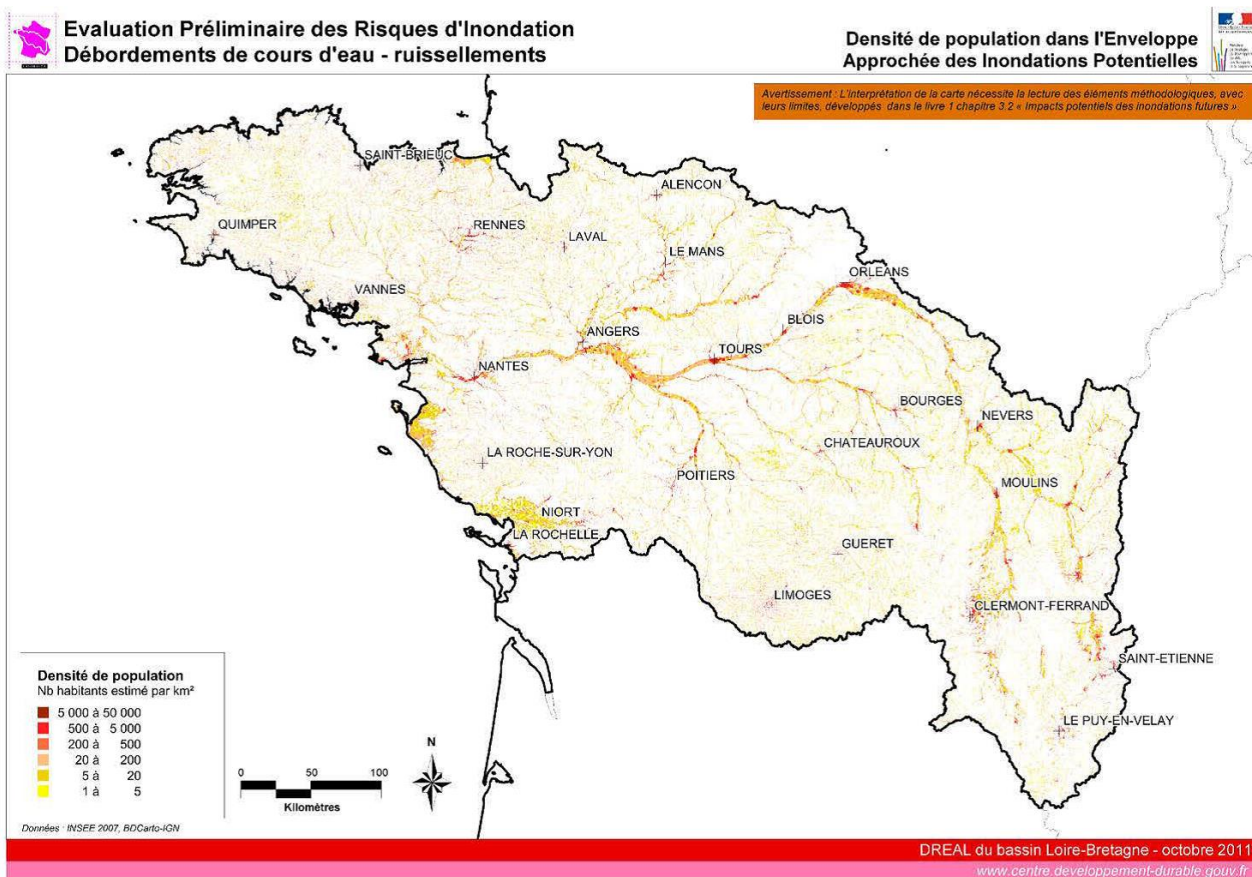 Evaluation Préliminaire des Risques d'Inondation
Débordements de cours d'eau - ruissellements
Densité de population dans l'Enveloppe
Approchée des Inondations Potentielles
Avertissement : L'interprétation de la carte nécessite la lecture des éléments méthodologiques, avec
leurs limites, développés dans le livre 1 chapitre 3.2 « Impacts potentiels des inondations futures »
SAINT-BRIEUC
ALENCON
QUIMPER
RENNES
LAVAL
LE MANS
ORLEANS
VANNES
BLOIS
ANGERS
TOURS
NANTES
BOURGES
NEVERS
CHATEAUROUX
LA ROCHE-SUR-YON
POITIERS
MOULINS
NIORT
LA ROCHELLE
GUERET
LIMOGES
CLERMONT-FERRAND
SAINT-ETIENNE
LE PUY-EN-VELAY
Densité de population
Nb habitants estimé par km²
5 000 à 50 000
500 à 5 000
200 à 500
20 à 200
5 à 20
1 à 5
0 50 100
Kilomètres
N
Données : INSEE 2007, BDCarto-IGN
DREAL du bassin Loire-Bretagne - octobre 2011
www.centre.developpement-durable.gouv.fr